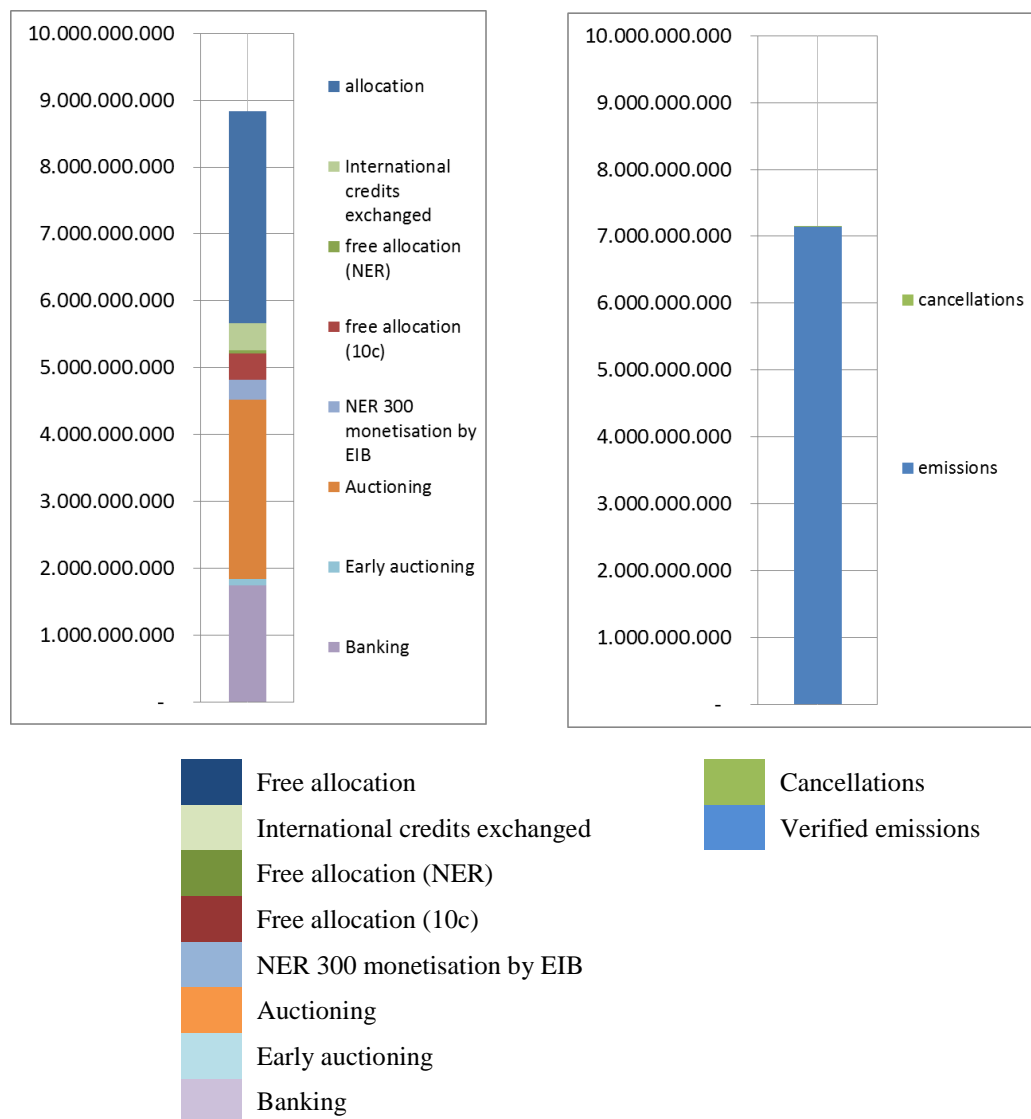 10.000.000.000
9.000.000.000
8.000.000.000
7.000.000.000
6.000.000.000
5.000.000.000
4.000.000.000
3.000.000.000
2.000.000.000
1.000.000.000
-
allocation
International
credits
exchanged
free allocation
(NER)
free allocation
(10c)
NER 300
monetisation by
EIB
Auctioning
Early auctioning
Banking
10.000.000.000
9.000.000.000
8.000.000.000
7.000.000.000
6.000.000.000
5.000.000.000
4.000.000.000
3.000.000.000
2.000.000.000
1.000.000.000
-
cancellations
emissions
Free allocation
International credits exchanged
Free allocation (NER)
Free allocation (10c)
NER 300 monetisation by EIB
Auctioning
Early auctioning
Banking
Cancellations
Verified emissions